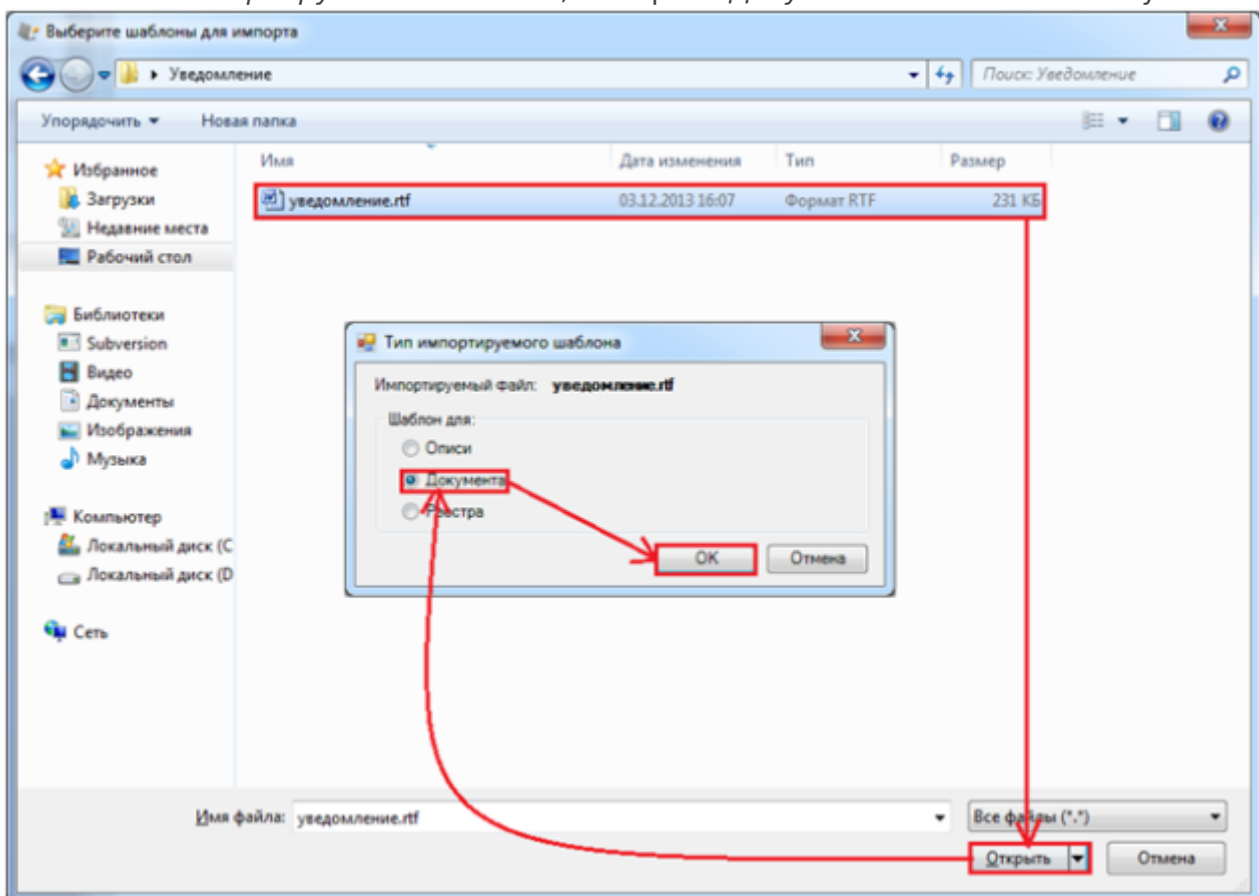 Выберите шаблоны для импорта
Уведомление
Поиск: Уведомление
Упорядочить
Новая папка
Имя Дата изменения Тип Размер
уведомление.rtf 03.12.2013 16:07 Формат RTF 231 КБ
Избранное
Загрузки
Недавние места
Рабочий стол
Библиотеки
Subversion
Видео
Документы
Изображения
Музыка
Компьютер
Локальный диск (C
Локальный диск (D
Сеть
Тип импортируемого шаблона
Импортируемый файл: уведомление.rtf
Шаблон для:
Описи
Документа
Реестра
OK Отмена
Имя файла: уведомление.rtf
Все файлы (*.*)
Открыть Отмена